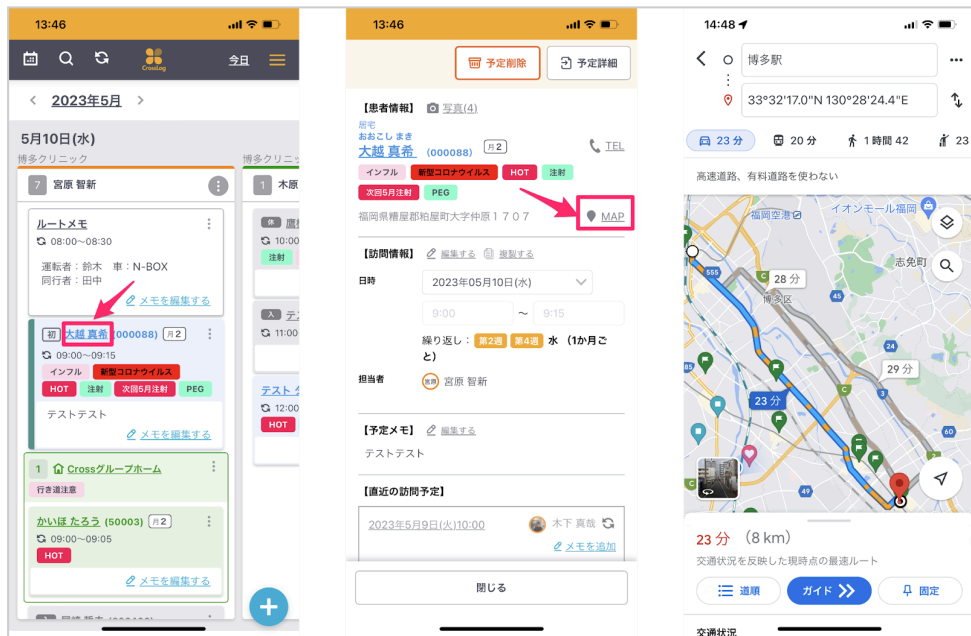 13:46
CrossLog
今日
2023年5月
5月10日(水)
博多クリニック
7 宮原 智新
ルートメモ
08:00～08:30
運転者：鈴木　車：N-BOX
同行者：田中
メモを編集する
初 大越 真希 (000088) 月2
09:00～09:15
インフル 新型コロナウイルス
HOT 注射 次回5月注射 PEG
テストテスト
メモを編集する
1 Crossグループホーム
行き道注意
かいほ たろう (50003) 月2
09:00～09:05
HOT
メモを編集する
博多クリニ
1 木原
休
10:00
注射
入 テ
11:00
テスト
12:00
HOT
13:46
予定削除 予定詳細
【患者情報】 写真(4)
居宅
おおこし まき
大越 真希 (000088) 月2 TEL
インフル 新型コロナウイルス HOT 注射
次回5月注射 PEG
福岡県糟屋郡粕屋町大字仲原１７０７ MAP
【訪問情報】 編集する 複製する
日時 2023年05月10日(水)
9:00 ～ 9:15
繰り返し： 第2週 第4週 水 （1か月ご
と）
担当者 宮原 宮原 智新
【予定メモ】 編集する
テストテスト
【直近の訪問予定】
2023年5月9日(火)10:00 木下 真哉
メモを追加
閉じる
14:48
博多駅
33°32'17.0"N 130°28'24.4"E
23 分 20 分 1 時間 42 23
高速道路、有料道路を使わない
福岡空港
イオンモール福岡
志免町
555
28 分
博多区
45
24
29 分
3
85
23 分
60
49
23 分 （8 km）
交通状況を反映した現時点の最速ルート
道順 ガイド 固定
交通状況